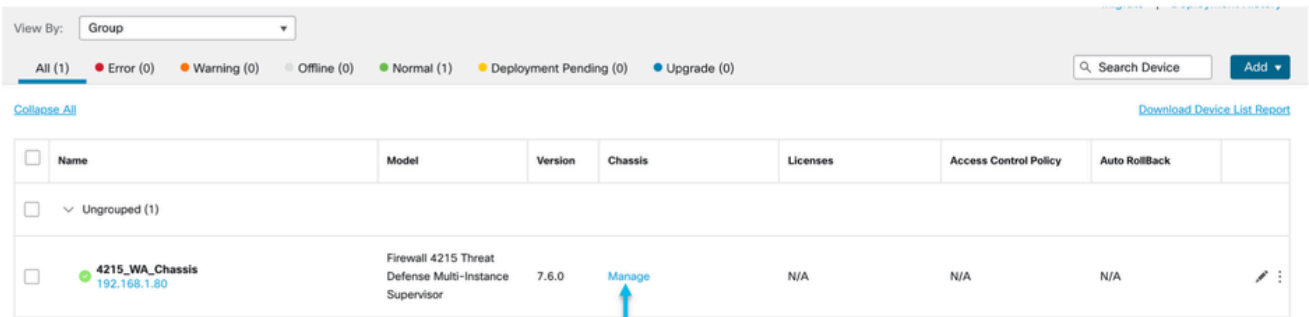 View By: Group
All (1) Error (0) Warning (0) Offline (0) Normal (1) Deployment Pending (0) Upgrade (0) Search Device Add
Collapse All Download Device List Report
Name Model Version Chassis Licenses Access Control Policy Auto RollBack
Ungrouped (1)
4215_WA_Chassis
192.168.1.80
Firewall 4215 Threat
Defense Multi-Instance
Supervisor
7.6.0 Manage N/A N/A N/A